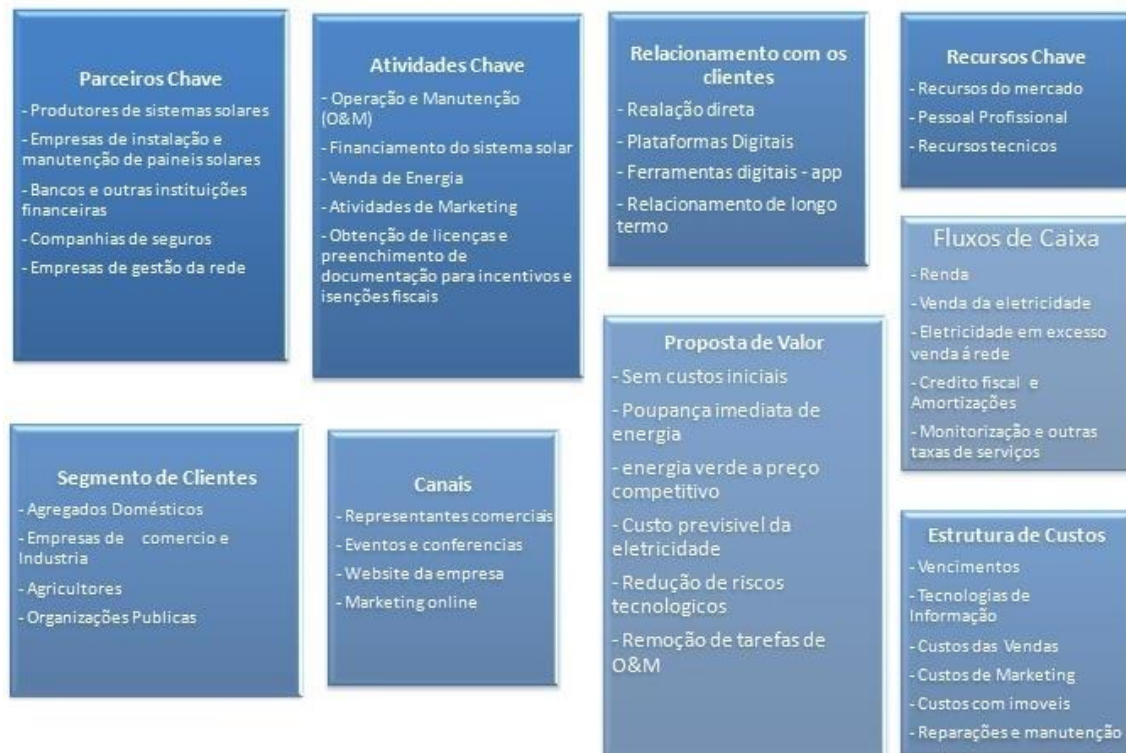 Parceiros Chave
- Produtores de sistemas solares
- Empresas de instalação e
manutenção de paineis solares
- Bancos e outras instituições
financeiras
- Companhias de seguros
- Empresas de gestão da rede
Atividades Chave
- Operação e Manutenção
(O&M)
- Financiamento do sistema solar
- Venda de Energia
- Atividades de Marketing
- Obtenção de licenças e
preenchimento de
documentação para incentivos e
isenções fiscais
Relacionamento com os
clientes
- Realação direta
- Plataformas Digitais
- Ferramentas digitais - app
- Relacionamento de longo
termo
Recursos Chave
- Recursos do mercado
- Pessoal Profissional
- Recursos tecnicos
Fluxos de Caixa
- Renda
- Venda da eletricidade
- Eletricidade em excesso
venda á rede
- Credito fiscal e
Amortizações
- Monitorização e outras
taxas de serviços
Segmento de Clientes
- Agregados Domésticos
- Empresas de comercio e
Industria
- Agricultores
- Organizações Publicas
Canais
- Representantes comerciais
- Eventos e conferencias
- Website da empresa
- Marketing online
Proposta de Valor
- Sem custos iniciais
- Poupança imediata de
energia
- energia verde a preço
competitivo
- Custo previsivel da
eletricidade
- Redução de riscos
tecnologicos
- Remoção de tarefas de
O&M
Estrutura de Custos
- Vencimentos
- Tecnologias de
Informação
- Custos das Vendas
- Custos de Marketing
- Custos com imoveis
- Reparações e manutenção